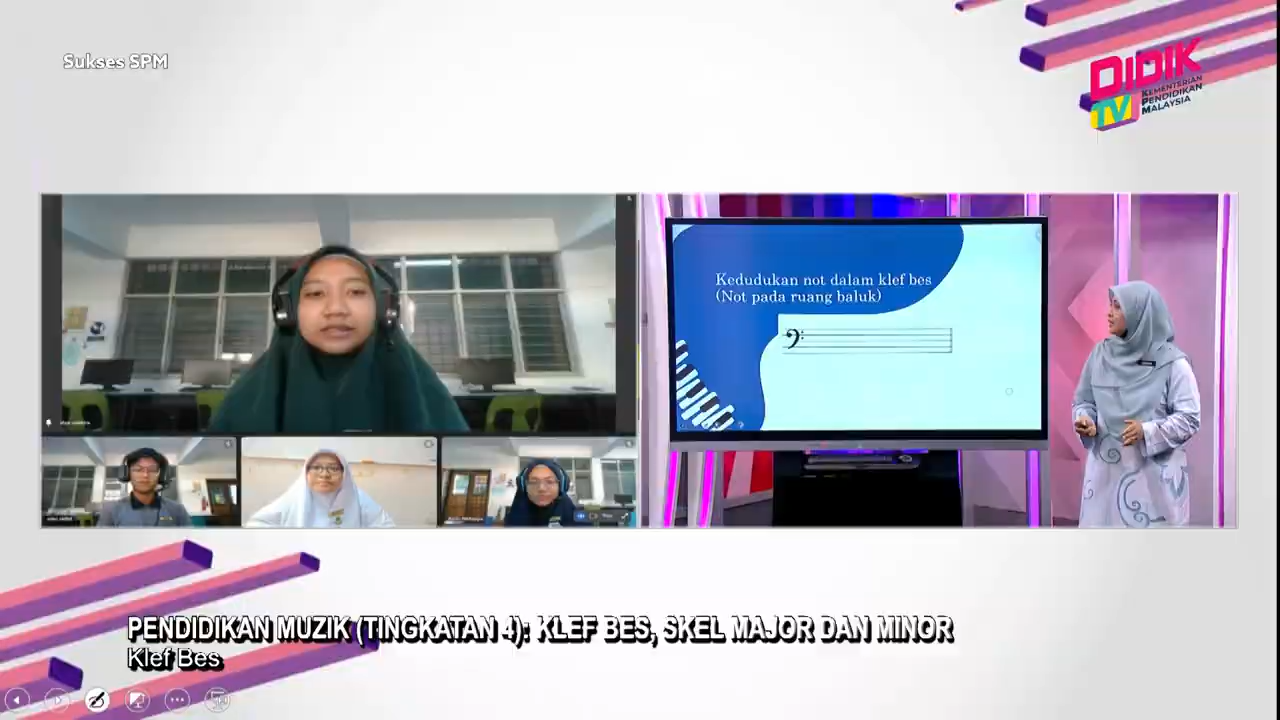 Sukses SPM
DIDIK
TV
KEMENTERIAN
PENDIDIKAN
MALAYSIA
Kedudukan not dalam klef bes
(Not pada ruang baluk)
PENDIDIKAN MUZIK (TINGKATAN 4): KLEF BES, SKEL MAJOR DAN MINOR
Klef Bes